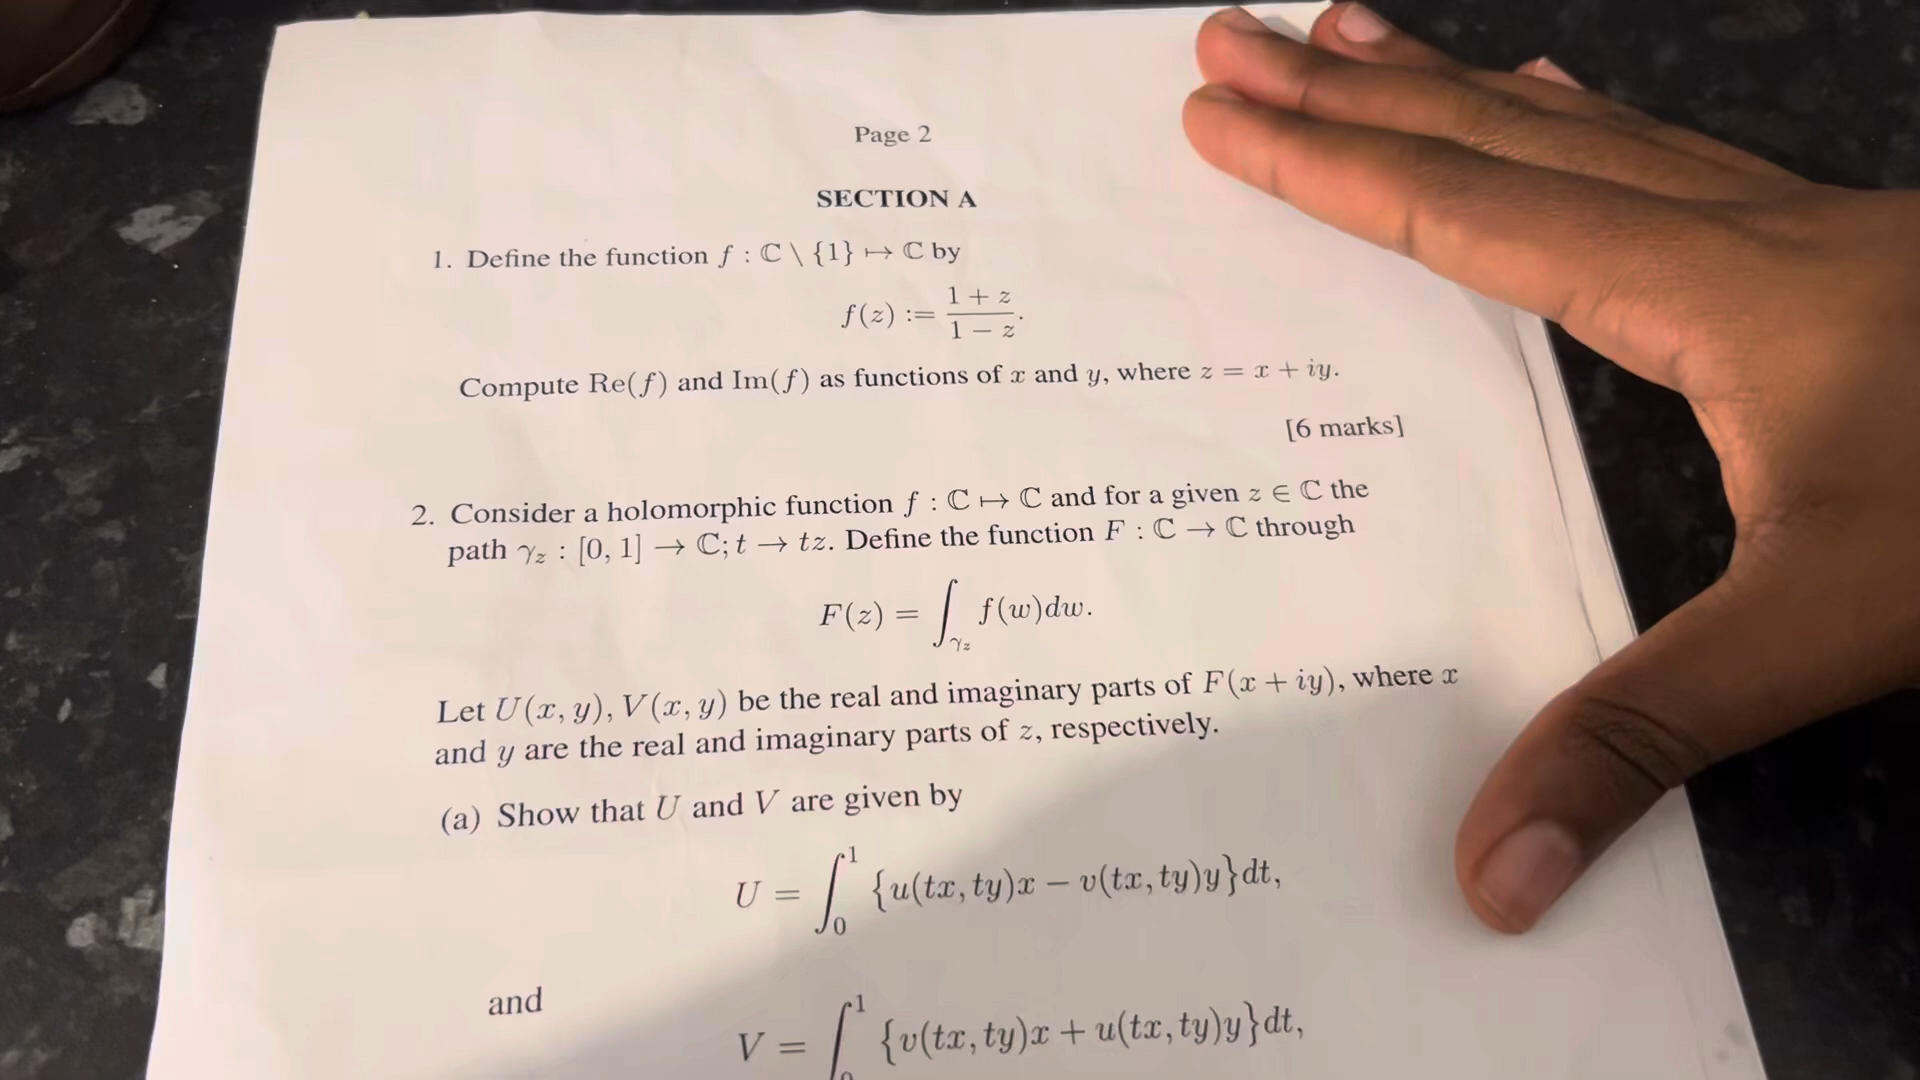 Page 2
SECTION A
1. Define the function f : ℂ \ {1} ↦ ℂ by
f(z) := (1 + z)/(1 − z).
Compute Re(f) and Im(f) as functions of x and y, where z = x + iy.
[6 marks]
2. Consider a holomorphic function f : ℂ ↦ ℂ and for a given z ∈ ℂ the
path γ_z : [0, 1] → ℂ; t → tz. Define the function F : ℂ → ℂ through
F(z) = ∫_{γ_z} f(w)dw.
Let U(x, y), V(x, y) be the real and imaginary parts of F(x + iy), where x
and y are the real and imaginary parts of z, respectively.
(a) Show that U and V are given by
U = ∫_0^1 {u(tx, ty)x − v(tx, ty)y}dt,
and
V = ∫_0^1 {v(tx, ty)x + u(tx, ty)y}dt,